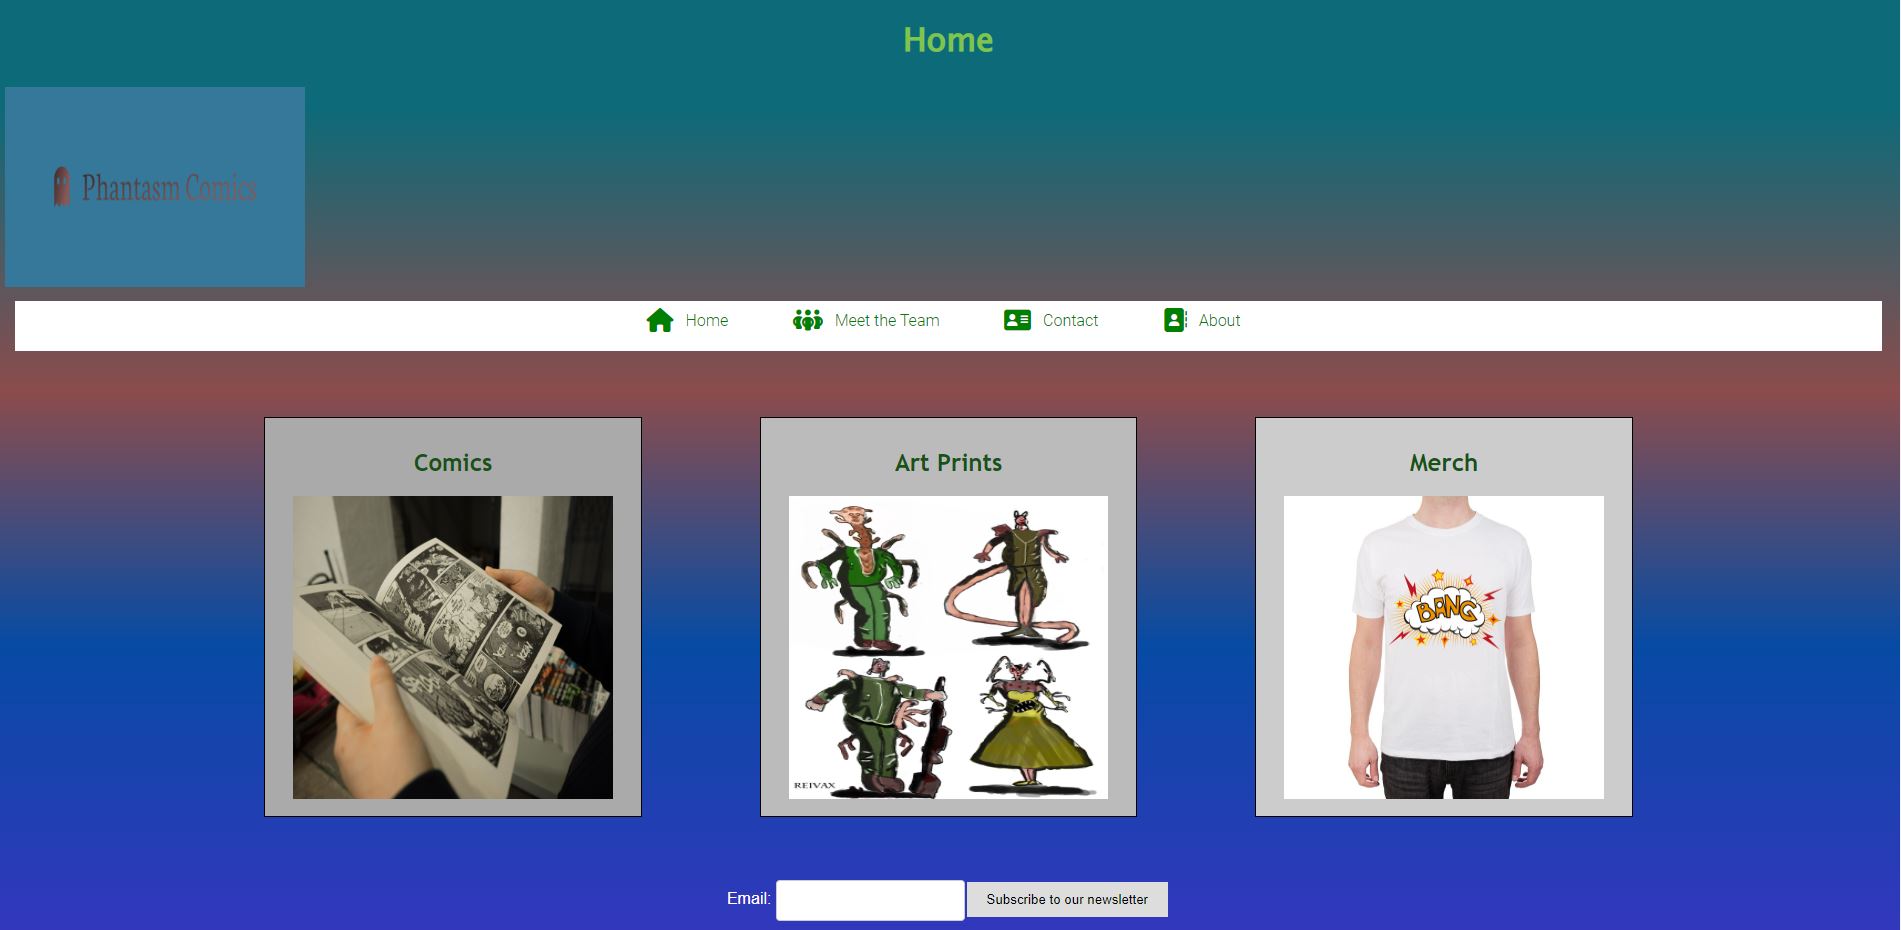 Home
Phantasm Comics
Home Meet the Team Contact About
Comics
Art Prints
Merch
REIVAX
BANG
Email: Subscribe to our newsletter